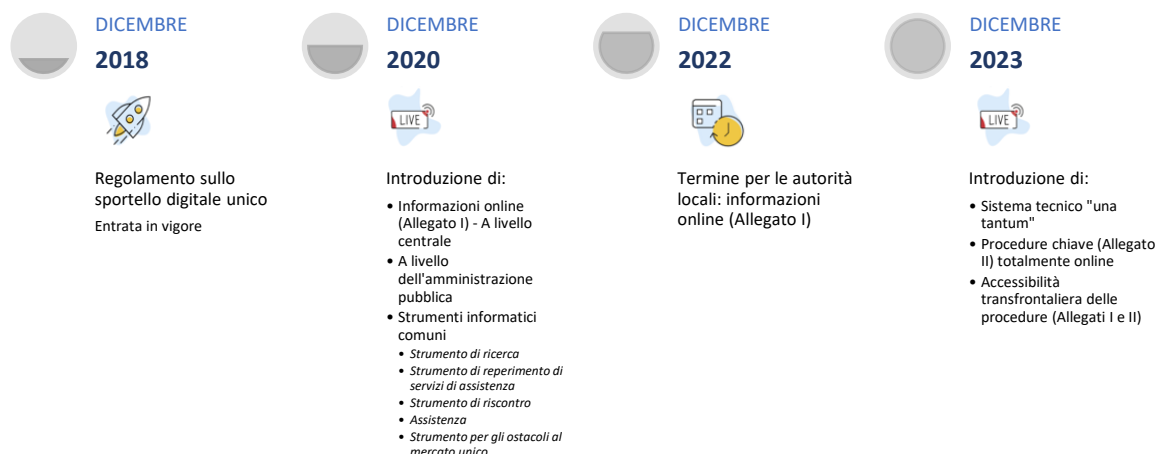 DICEMBRE
2018
Regolamento sullo
sportello digitale unico
Entrata in vigore
DICEMBRE
2020
LIVE
Introduzione di:
• Informazioni online
(Allegato I) - A livello
centrale
• A livello
dell'amministrazione
pubblica
• Strumenti informatici
comuni
• Strumento di ricerca
• Strumento di reperimento di
servizi di assistenza
• Strumento di riscontro
• Assistenza
• Strumento per gli ostacoli al
mercato unico
DICEMBRE
2022
Termine per le autorità
locali: informazioni
online (Allegato I)
DICEMBRE
2023
LIVE
Introduzione di:
• Sistema tecnico "una
tantum"
• Procedure chiave (Allegato
II) totalmente online
• Accessibilità
transfrontaliera delle
procedure (Allegati I e II)